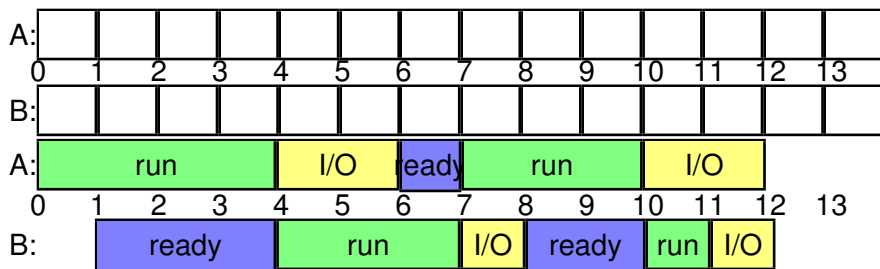 A:
0 1 2 3 4 5 6 7 8 9 10 11 12 13
B:
A: run I/O ready run I/O
0 1 2 3 4 5 6 7 8 9 10 11 12 13
B: ready run I/O ready run I/O